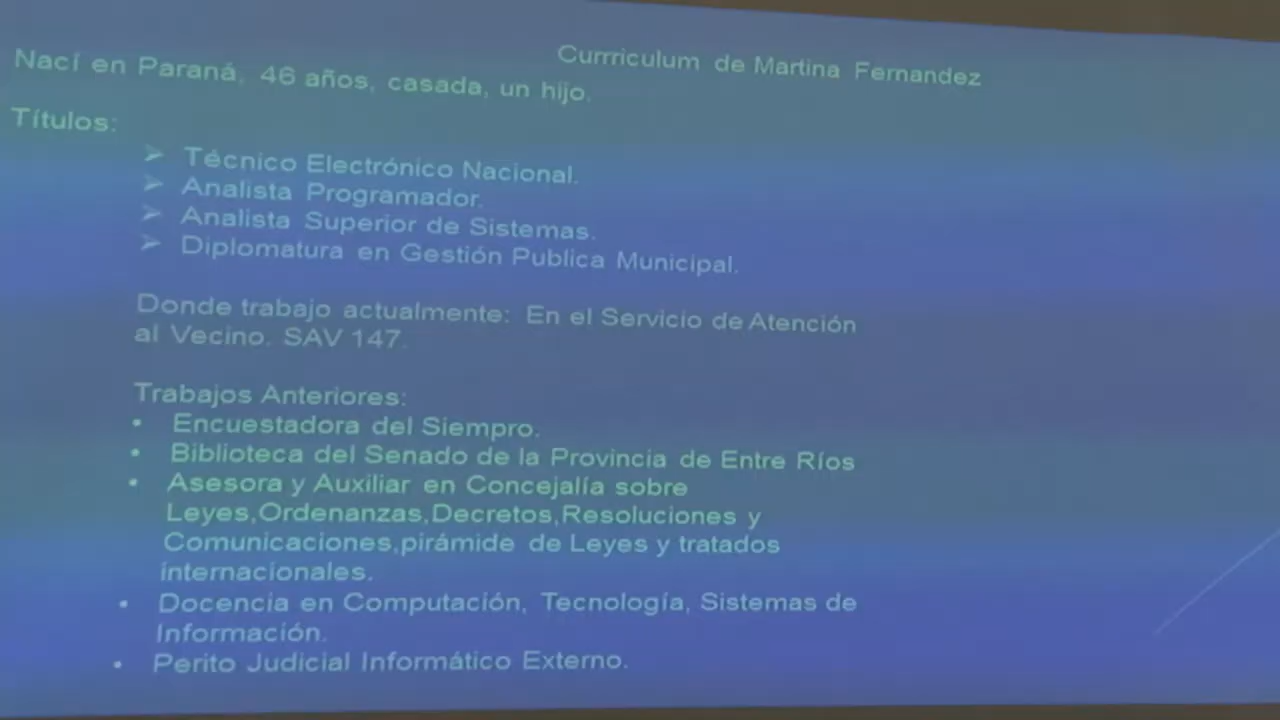 Currriculum de Martina Fernandez
Nací en Paraná, 46 años, casada, un hijo.
Títulos:
➢ Técnico Electrónico Nacional.
➢ Analista Programador.
➢ Analista Superior de Sistemas.
➢ Diplomatura en Gestión Publica Municipal.
Donde trabajo actualmente: En el Servicio de Atención
al Vecino. SAV 147.
Trabajos Anteriores:
• Encuestadora del Siempro.
• Biblioteca del Senado de la Provincia de Entre Ríos
• Asesora y Auxiliar en Concejalía sobre
Leyes,Ordenanzas,Decretos,Resoluciones y
Comunicaciones,pirámide de Leyes y tratados
internacionales.
• Docencia en Computación, Tecnología, Sistemas de
Información.
• Perito Judicial Informático Externo.